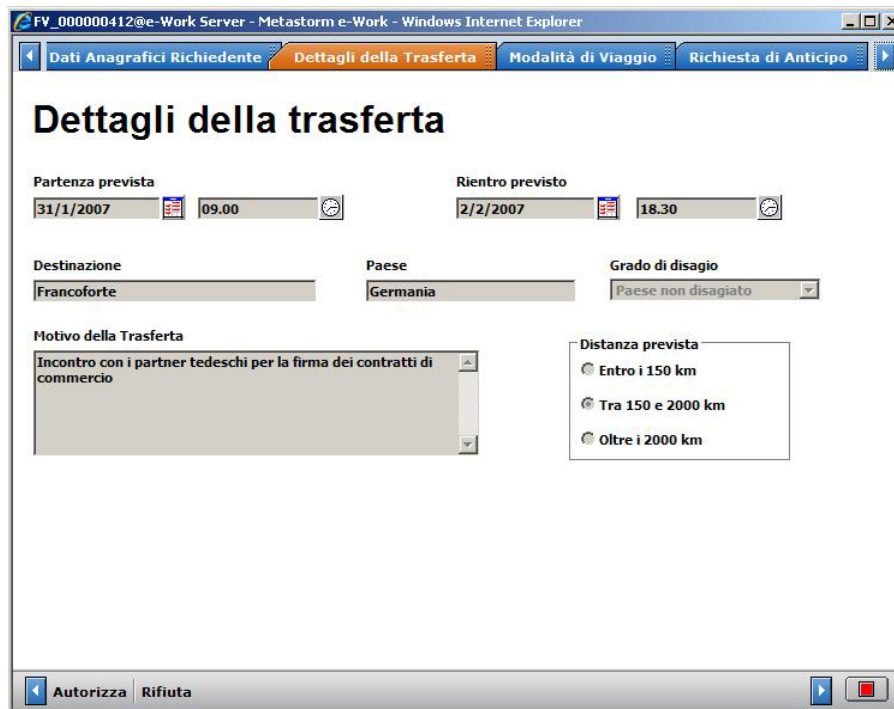 FV_000000412@e-Work Server - Metastorm e-Work - Windows Internet Explorer
Dati Anagrafici Richiedente Dettagli della Trasferta Modalità di Viaggio Richiesta di Anticipo
Dettagli della trasferta
Partenza prevista Rientro previsto
31/1/2007 09.00 2/2/2007 18.30
Destinazione Paese Grado di disagio
Francoforte Germania Paese non disagiato
Motivo della Trasferta
Incontro con i partner tedeschi per la firma dei contratti di
commercio
Distanza prevista
Entro i 150 km
Tra 150 e 2000 km
Oltre i 2000 km
Autorizza Rifiuta